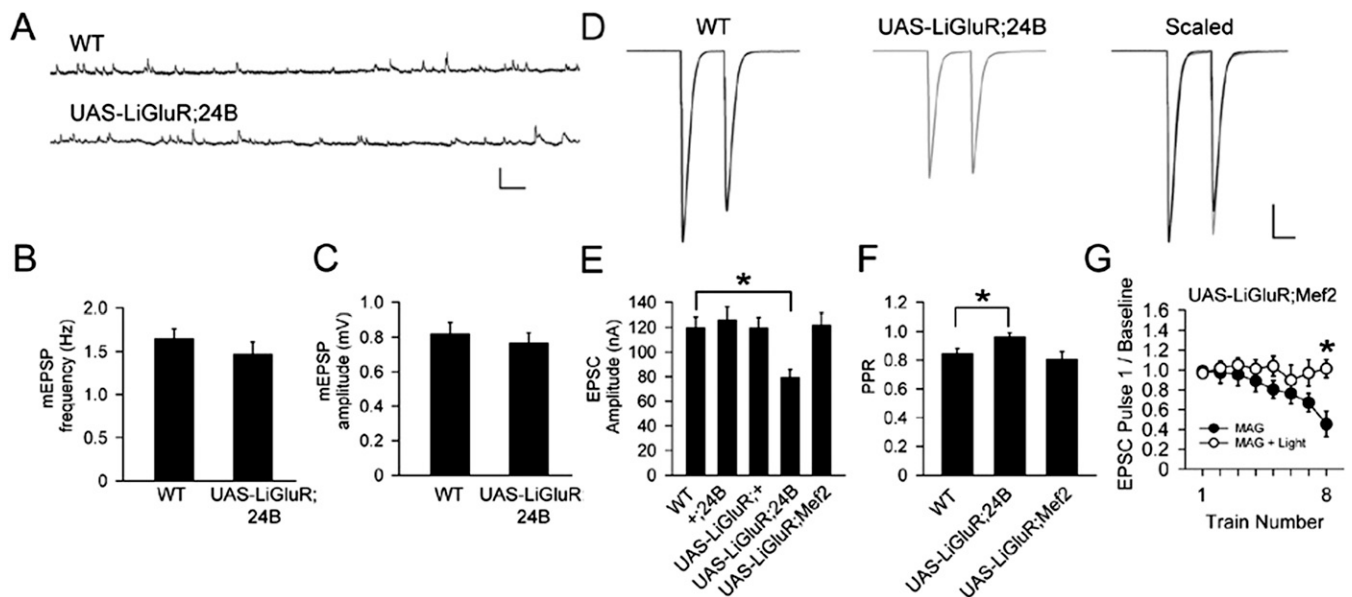 A
WT
UAS-LiGluR;24B
D
WT
UAS-LiGluR;24B
Scaled
B
mEPSP
frequency (Hz)
2.0
1.5
1.0
0.5
0.0
WT
UAS-LiGluR;
24B
C
mEPSP
amplitude (mV)
1.0
0.8
0.6
0.4
0.2
0
WT
UAS-LiGluR
24B
E
*
EPSC
Amplitude (nA)
140
120
100
80
60
40
20
0
WT
+;24B
UAS-LiGluR;+
UAS-LiGluR;24B
UAS-LiGluR;Mef2
F
*
PPR
1.2
1.0
0.8
0.6
0.4
0.2
0
WT
UAS-LiGluR;24B
UAS-LiGluR;Mef2
G
UAS-LiGluR;Mef2
EPSC Pulse 1 / Baseline
1.6
1.4
1.2
1.0
0.8
0.6
0.4
0.2
0
*
MAG
MAG + Light
1
8
Train Number